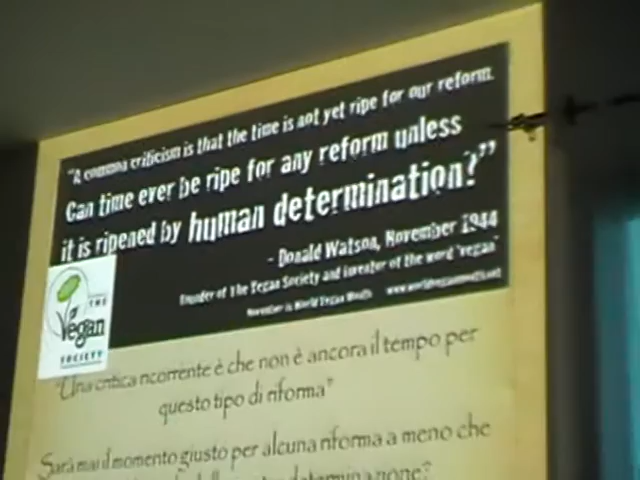 "A common criticism is that the time is not yet ripe for our reform.
Can time ever be ripe for any reform unless
it is ripened by human determination?"
- Donald Watson, November 1944
Founder of The Vegan Society and inventor of the word 'vegan'
November is World Vegan Month www.worldveganmonth.net
THE
Vegan
SOCIETY
"Una critica ricorrente è che non è ancora il tempo per
questo tipo di riforma"
Sarà mai il momento giusto per alcuna riforma a meno che